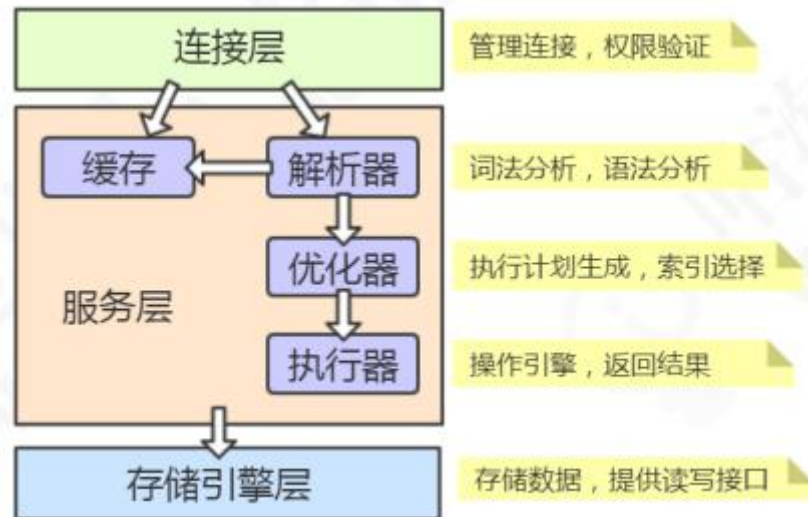 连接层
管理连接，权限验证
缓存
解析器
词法分析，语法分析
优化器
执行计划生成，索引选择
服务层
执行器
操作引擎，返回结果
存储引擎层
存储数据，提供读写接口